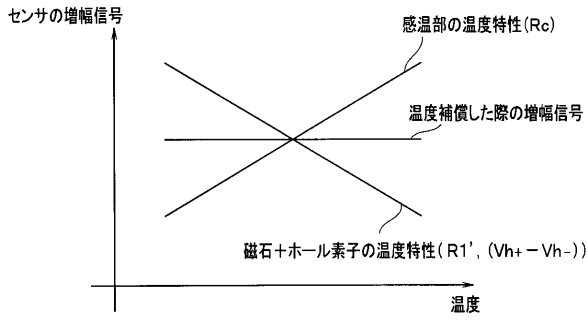 センサの増幅信号
感温部の温度特性(Rc)
温度補償した際の増幅信号
磁石+ホール素子の温度特性(R1', (Vh+-Vh-))
温度